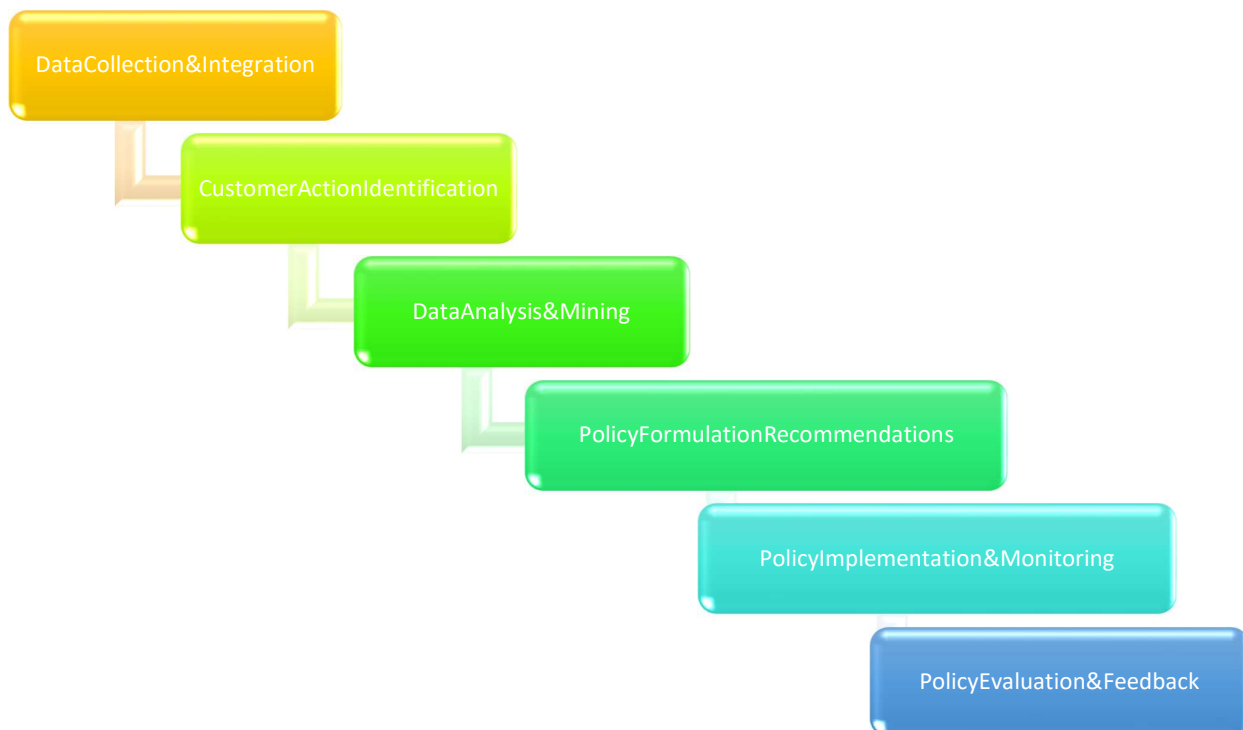 DataCollection&Integration
CustomerActionIdentification
DataAnalysis&Mining
PolicyFormulationRecommendations
PolicyImplementation&Monitoring
PolicyEvaluation&Feedback